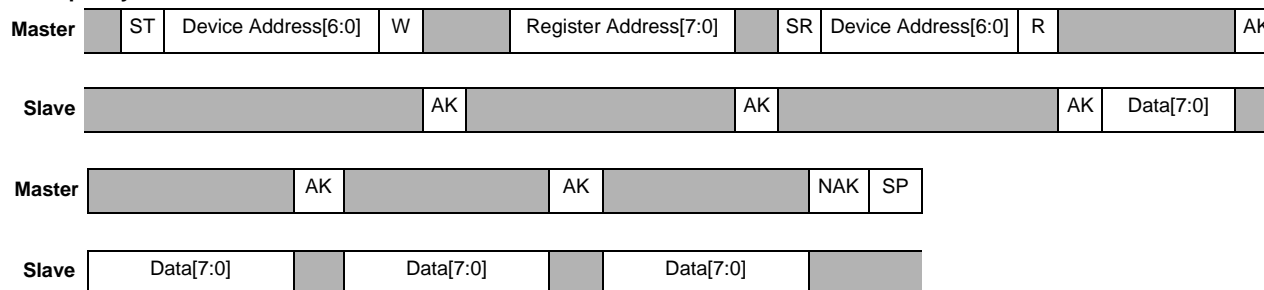 Master ST Device Address[6:0] W Register Address[7:0] SR Device Address[6:0] R AK
Slave AK AK AK Data[7:0]
Master AK AK NAK SP
Slave Data[7:0] Data[7:0] Data[7:0]